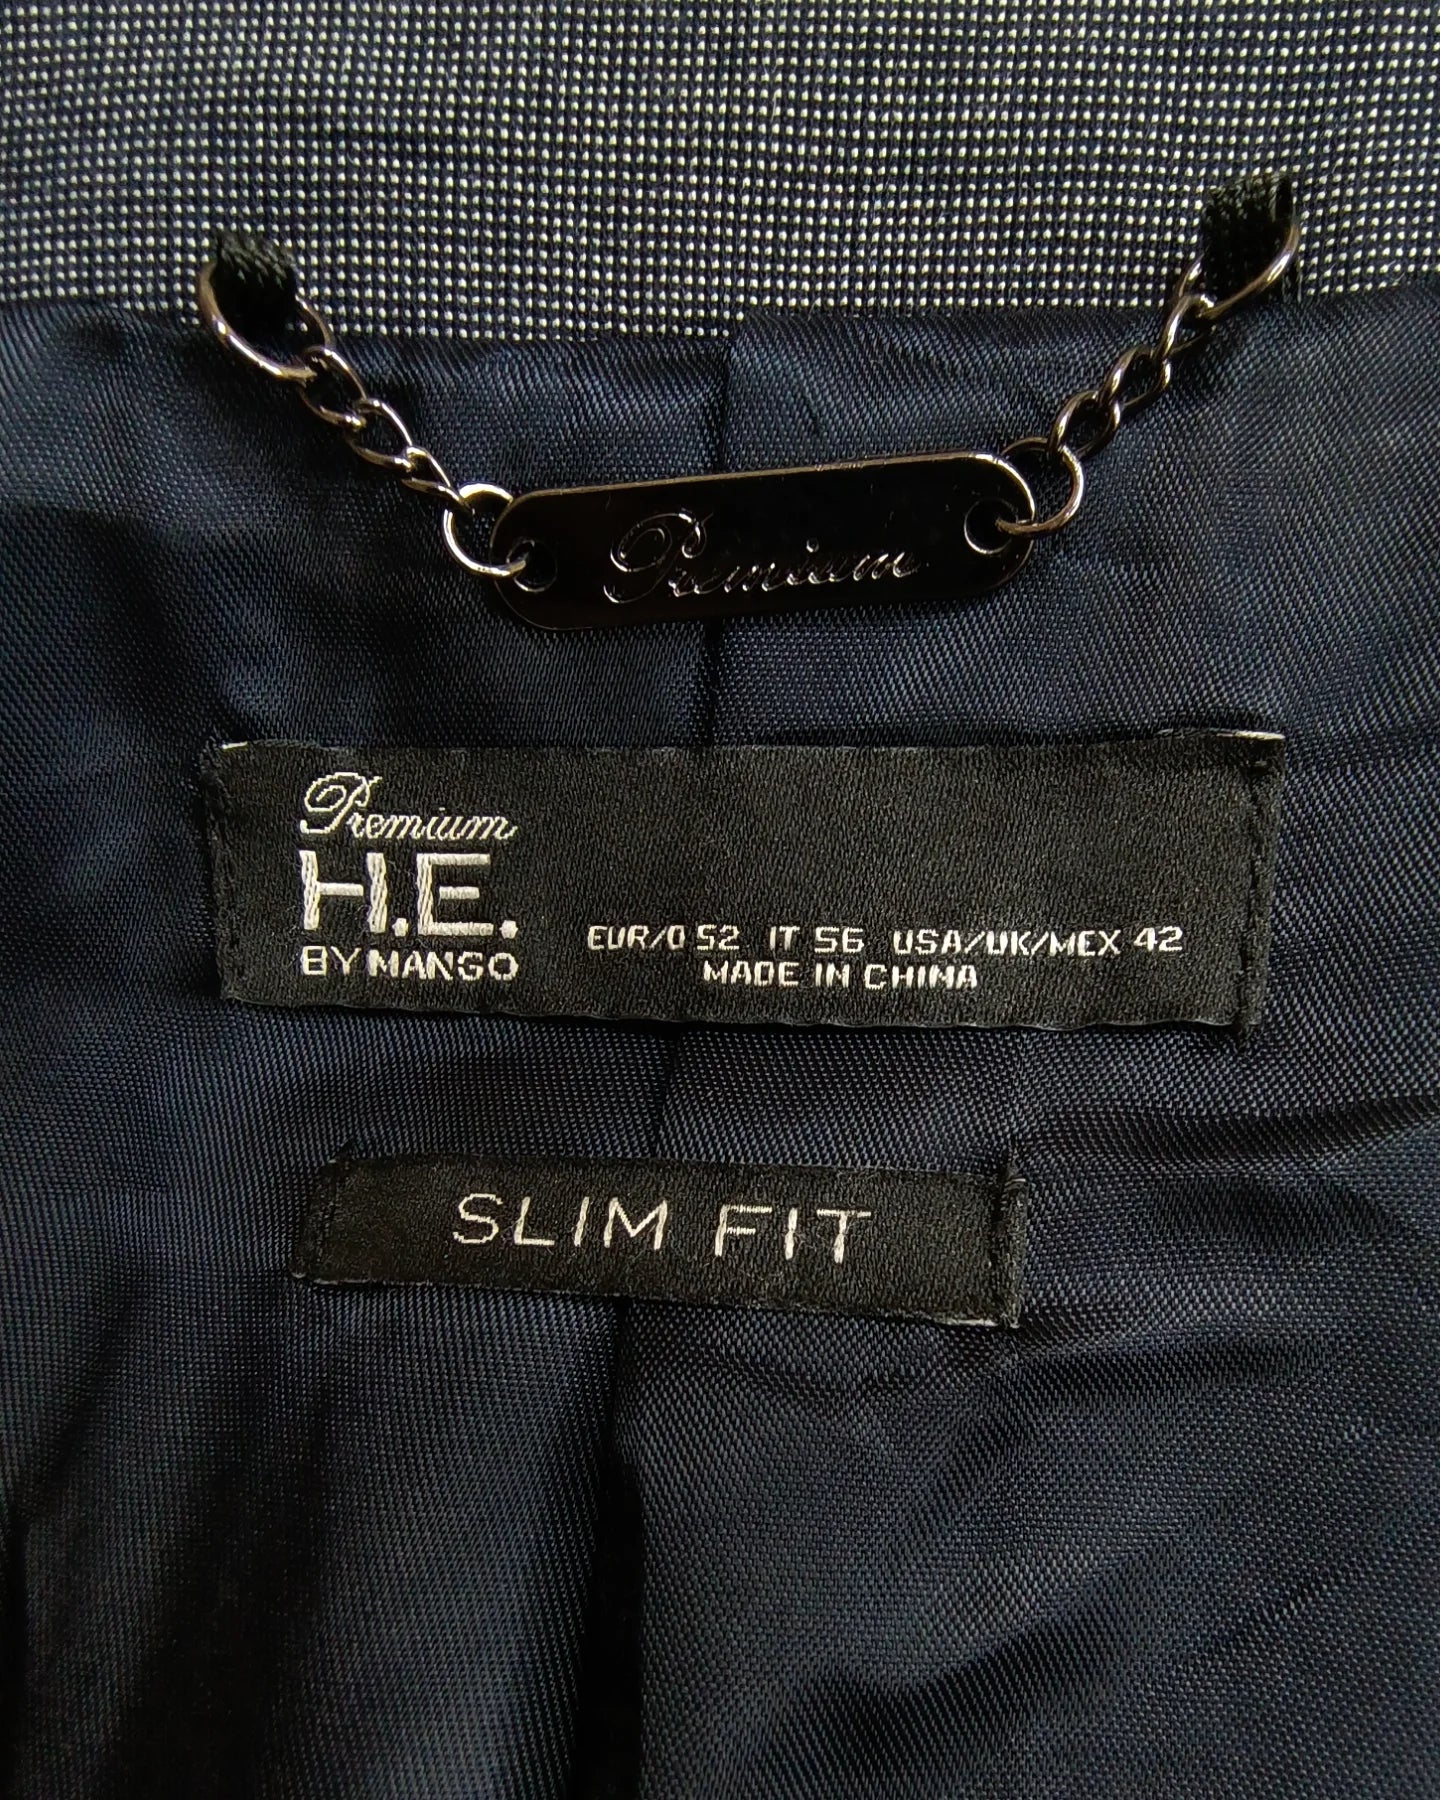 Premium
Premium
H.E.
BY MANGO
EUR/D 52 IT 56 USA/UK/MEX 42
MADE IN CHINA
SLIM FIT